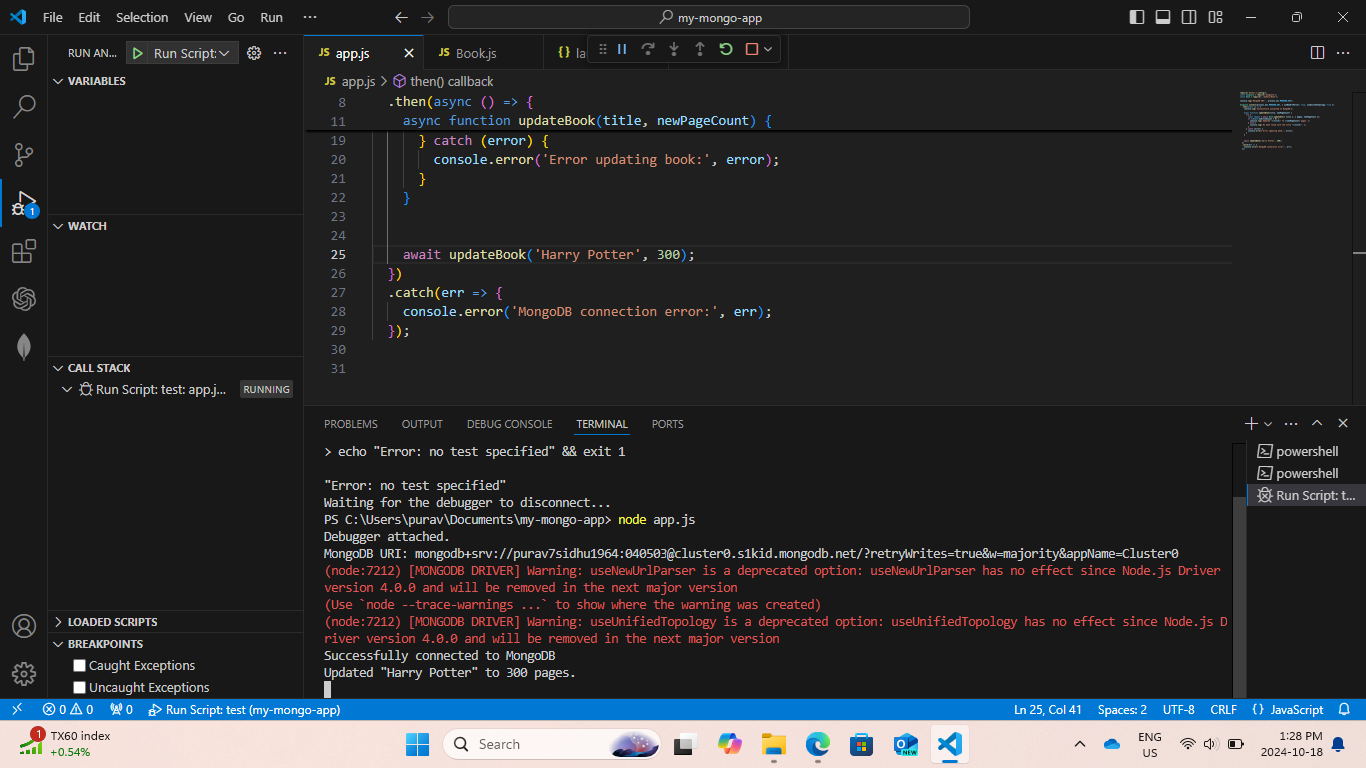 File Edit Selection View Go Run ··· my-mongo-app
RUN AN... Run Script: ···
VARIABLES
WATCH
CALL STACK
Run Script: test: app.j... RUNNING
LOADED SCRIPTS
BREAKPOINTS
Caught Exceptions
Uncaught Exceptions
JS app.js JS Book.js {} la
JS app.js > then() callback
8 .then(async () => {
11 async function updateBook(title, newPageCount) {
19 } catch (error) {
20 console.error('Error updating book:', error);
21 }
22 }
23
24
25 await updateBook('Harry Potter', 300);
26 })
27 .catch(err => {
28 console.error('MongoDB connection error:', err);
29 });
30
31
PROBLEMS OUTPUT DEBUG CONSOLE TERMINAL PORTS
> echo "Error: no test specified" && exit 1
"Error: no test specified"
Waiting for the debugger to disconnect...
PS C:\Users\purav\Documents\my-mongo-app> node app.js
Debugger attached.
MongoDB URI: mongodb+srv://purav7sidhu1964:040503@cluster0.s1kid.mongodb.net/?retryWrites=true&w=majority&appName=Cluster0
(node:7212) [MONGODB DRIVER] Warning: useNewUrlParser is a deprecated option: useNewUrlParser has no effect since Node.js Driver
version 4.0.0 and will be removed in the next major version
(Use `node --trace-warnings ...` to show where the warning was created)
(node:7212) [MONGODB DRIVER] Warning: useUnifiedTopology is a deprecated option: useUnifiedTopology has no effect since Node.js D
river version 4.0.0 and will be removed in the next major version
Successfully connected to MongoDB
Updated "Harry Potter" to 300 pages.
powershell
powershell
Run Script: t...
1
0 0 0 Run Script: test (my-mongo-app) Ln 25, Col 41 Spaces: 2 UTF-8 CRLF {} JavaScript
1 TX60 index
+0.54%
Search
NEW
ENG
US
1:28 PM
2024-10-18